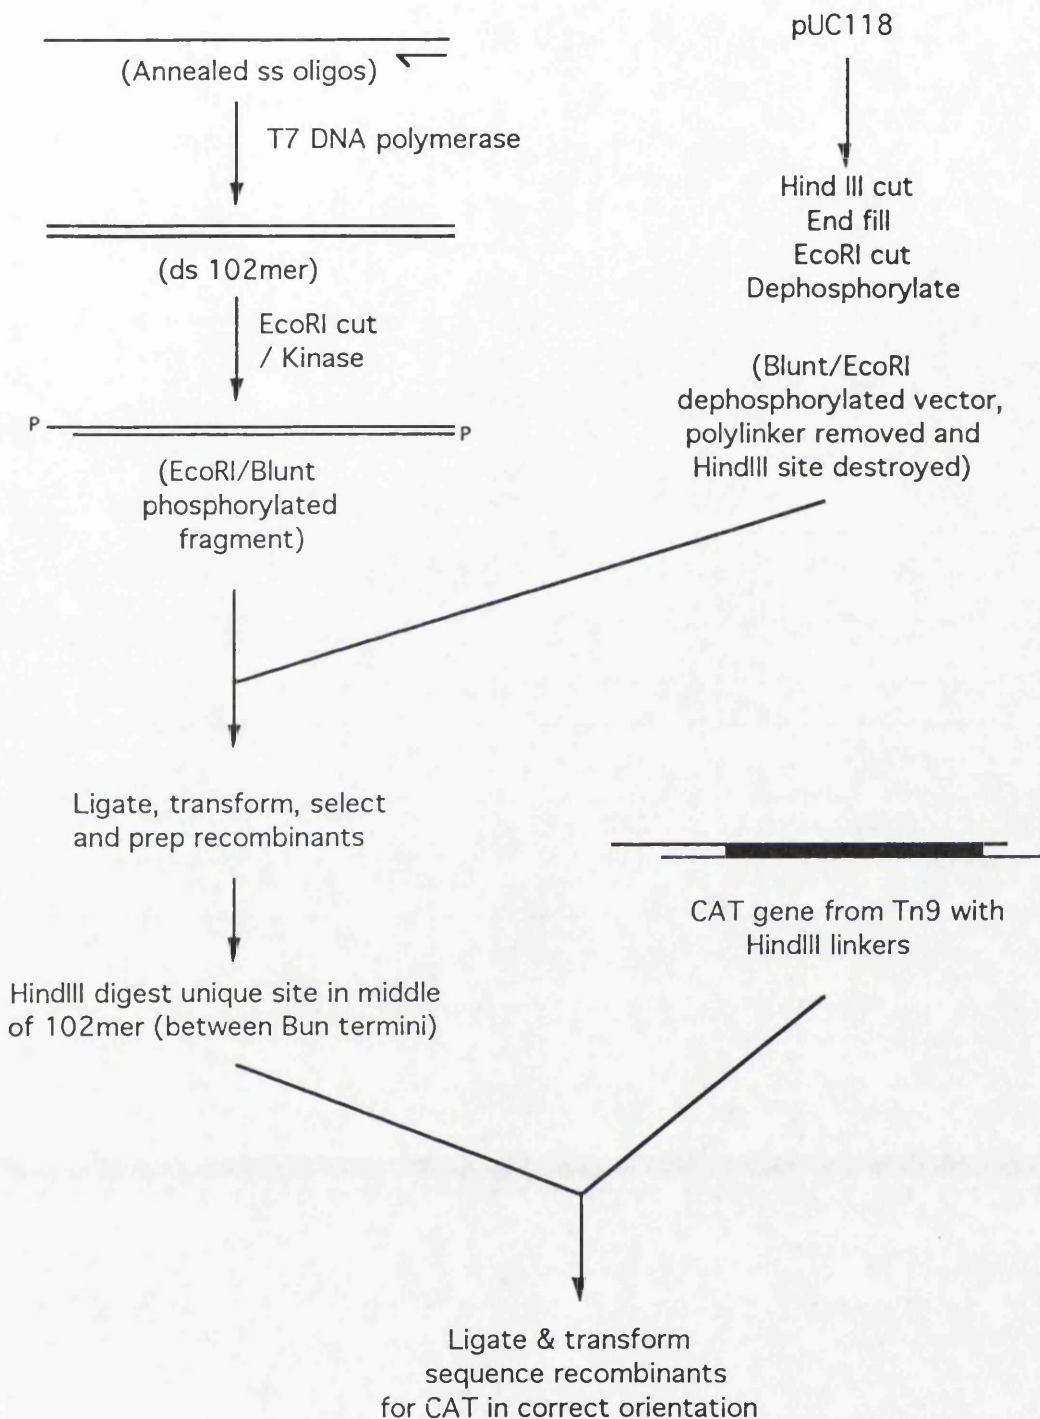 (Annealed ss oligos)
T7 DNA polymerase
(ds 102mer)
EcoRI cut
/ Kinase
P
P
(EcoRI/Blunt
phosphorylated
fragment)
pUC118
Hind III cut
End fill
EcoRI cut
Dephosphorylate
(Blunt/EcoRI
dephosphorylated vector,
polylinker removed and
HindIII site destroyed)
Ligate, transform, select
and prep recombinants
CAT gene from Tn9 with
HindIII linkers
HindIII digest unique site in middle
of 102mer (between Bun termini)
Ligate & transform
sequence recombinants
for CAT in correct orientation